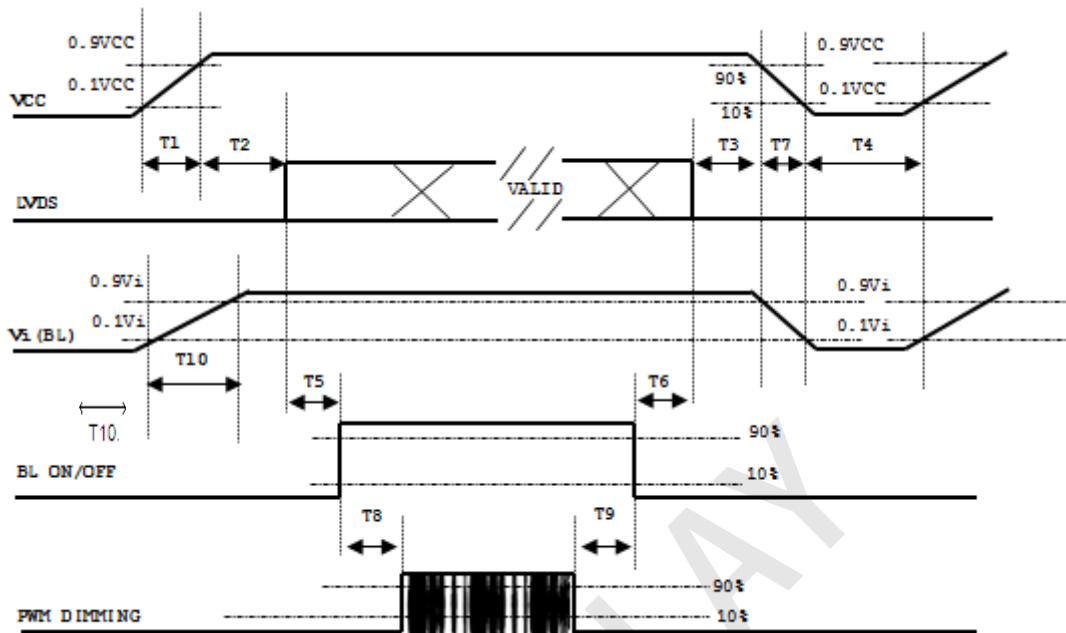 0.9VCC 0.9VCC
90%
0.1VCC 0.1VCC
VCC 10%
T1 T2 T3 T7 T4
VALID
LVDS
0.9Vi 0.9Vi
0.1Vi 0.1Vi
Vi(BL)
T10
T5 T6
T10.
90%
BL ON/OFF 10%
T8 T9
90%
PWM DIMMING 10%
LAY